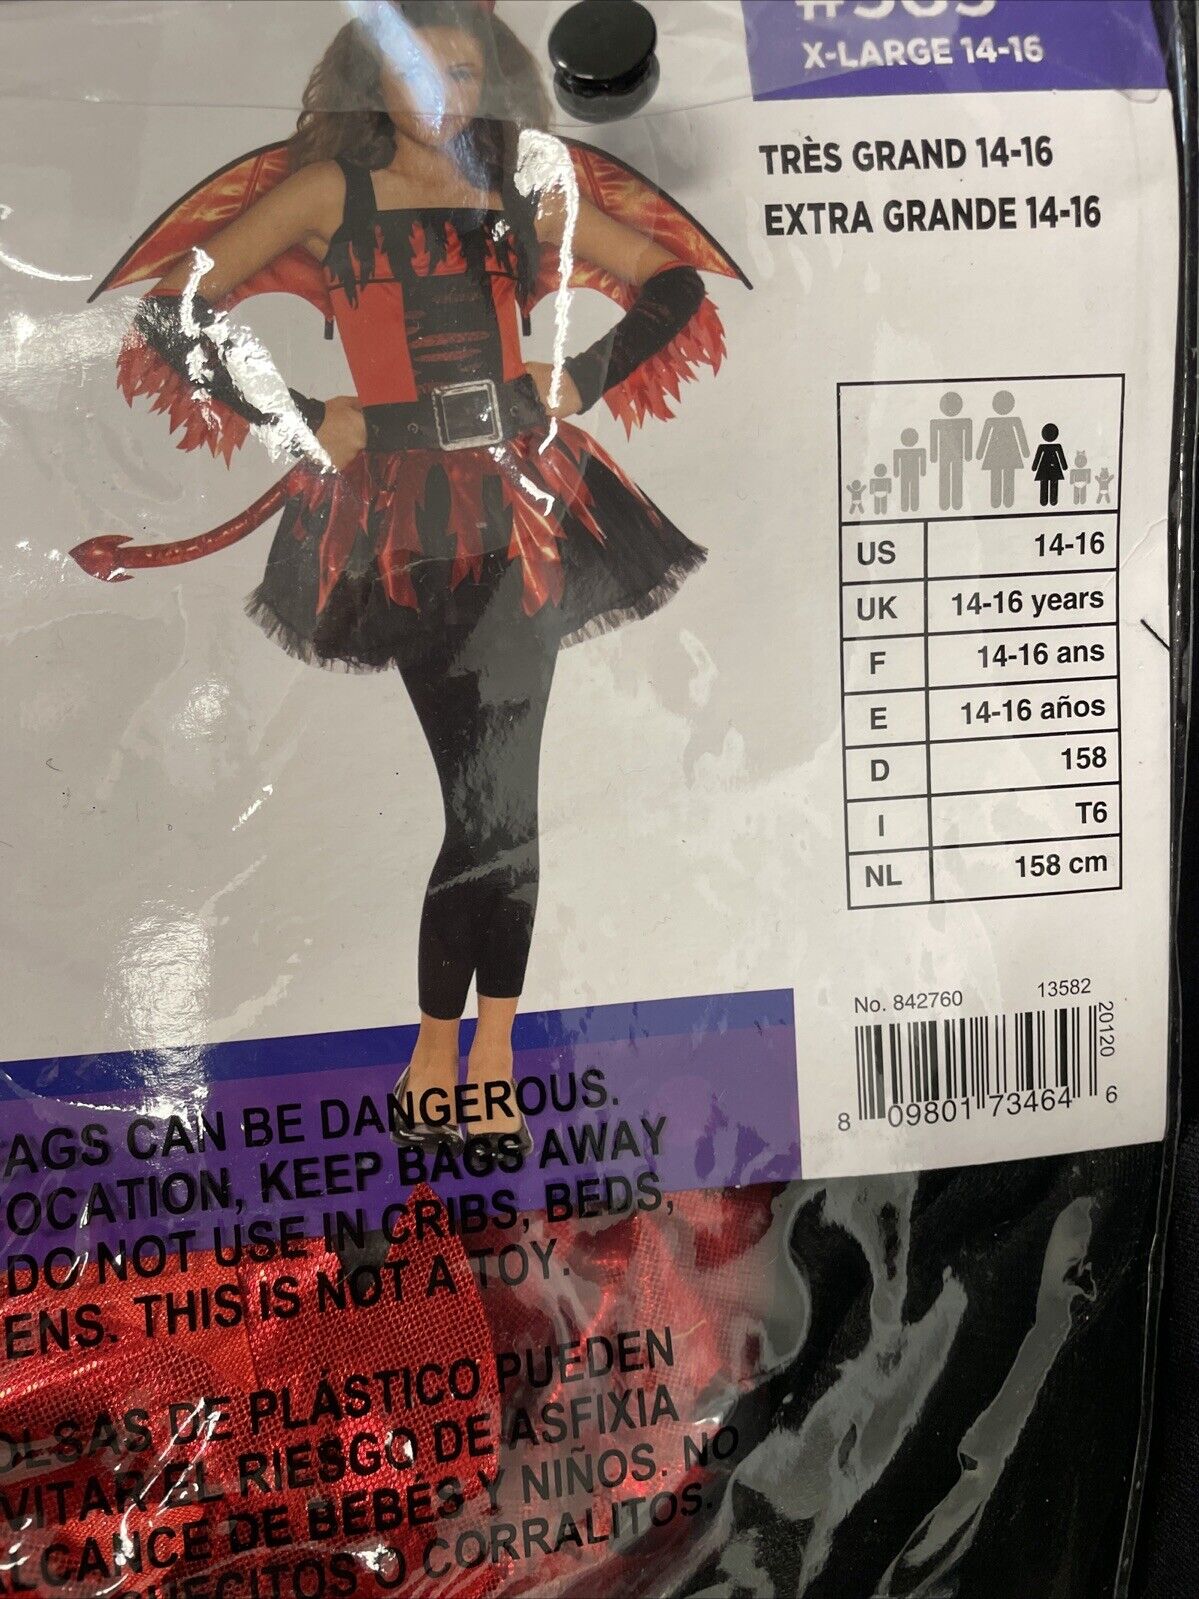 X-LARGE 14-16
TRÈS GRAND 14-16
EXTRA GRANDE 14-16
US 14-16
UK 14-16 years
F 14-16 ans
E 14-16 años
D 158
I T6
NL 158 cm
No. 842760 13582
20120
8 09801 73464 6
AGS CAN BE DANGEROUS.
OCATION, KEEP BAGS AWAY
DO NOT USE IN CRIBS, BEDS,
ENS. THIS IS NOT A TOY.
OLSAS DE PLÁSTICO PUEDEN
VITAR EL RIESGO DE ASFIXIA
LCANCE DE BEBÉS Y NIÑOS. NO
O CORRALITOS.